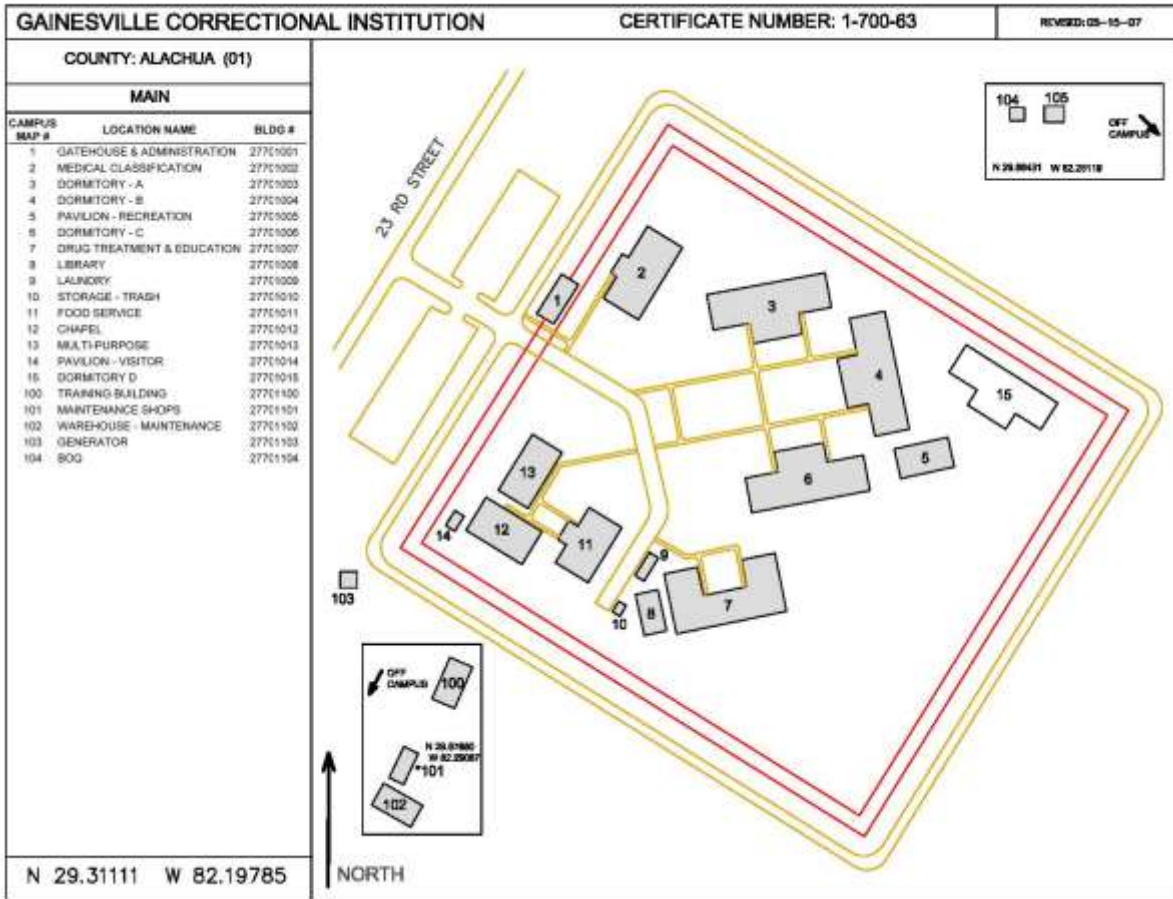 GAINESVILLE CORRECTIONAL INSTITUTION
CERTIFICATE NUMBER: 1-700-63
REVISED: 05-15-07
COUNTY: ALACHUA (01)
MAIN
CAMPUS MAP # LOCATION NAME BLDG #
1 GATEHOUSE & ADMINISTRATION 27701001
2 MEDICAL CLASSIFICATION 27701002
3 DORMITORY - A 27701003
4 DORMITORY - B 27701004
5 PAVILION - RECREATION 27701005
6 DORMITORY - C 27701006
7 DRUG TREATMENT & EDUCATION 27701007
8 LIBRARY 27701008
9 LAUNDRY 27701009
10 STORAGE - TRASH 27701010
11 FOOD SERVICE 27701011
12 CHAPEL 27701012
13 MULTI-PURPOSE 27701013
14 PAVILION - VISITOR 27701014
15 DORMITORY D 27701015
100 TRAINING BUILDING 27701100
101 MAINTENANCE SHOPS 27701101
102 WAREHOUSE - MAINTENANCE 27701102
103 GENERATOR 27701103
104 BOQ 27701104
N 29.31111 W 82.19785
23 RD STREET
104 105
OFF
CAMPUS
1
2
3
4
15
5
6
13
12
14
11
9
7
8
10
103
OFF
CAMPUS
100
101
102
NORTH